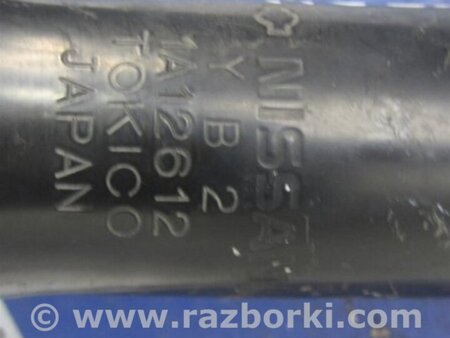 NISSAN
Y B 2
1A12612
TOKICO
JAPAN
© www.razborki.com